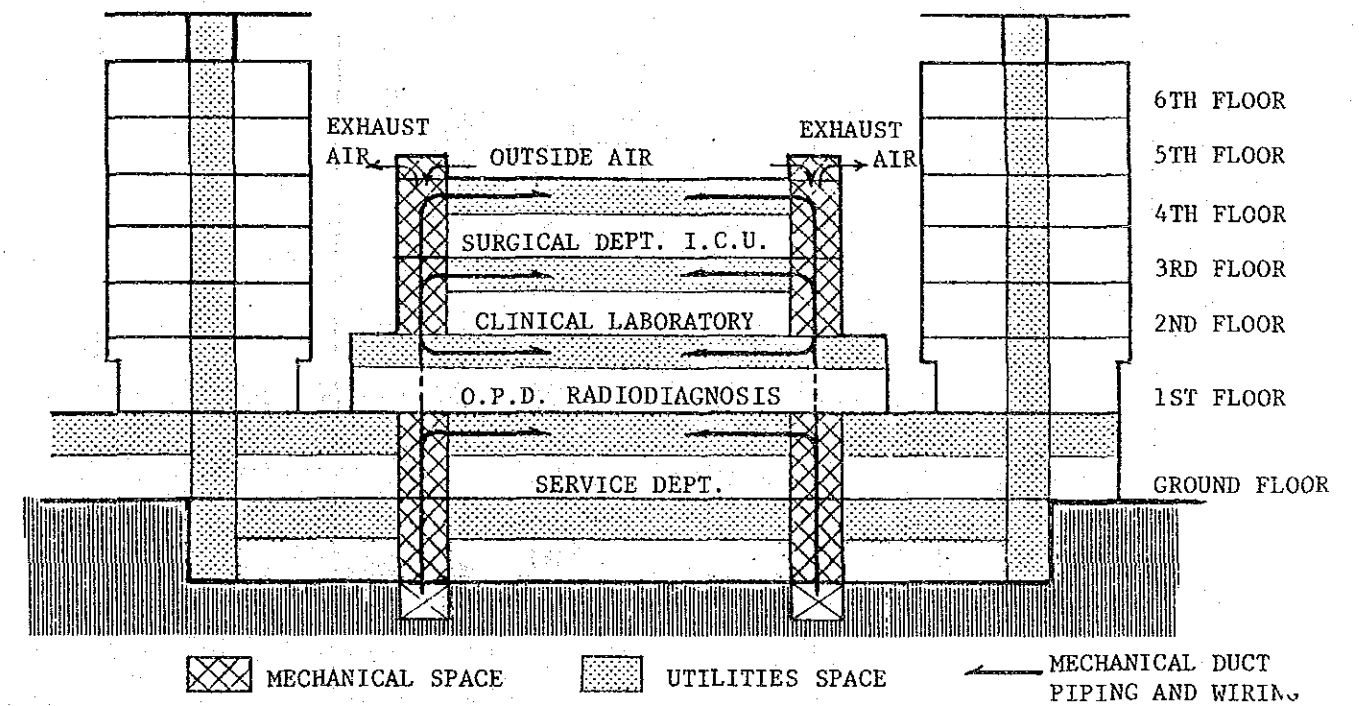 6TH FLOOR
EXHAUST
AIR
OUTSIDE AIR
EXHAUST
AIR
5TH FLOOR
4TH FLOOR
SURGICAL DEPT. I.C.U.
3RD FLOOR
CLINICAL LABORATORY
2ND FLOOR
O.P.D. RADIODIAGNOSIS
1ST FLOOR
SERVICE DEPT.
GROUND FLOOR
MECHANICAL SPACE
UTILITIES SPACE
MECHANICAL DUCT
PIPING AND WIRING